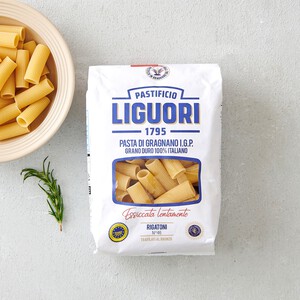 PASTIFICIO
LIGUORI
1795
PASTA DI GRAGNANO I.G.P.
GRANO DURO 100% ITALIANO
Essiccata lentamente
RIGATONI